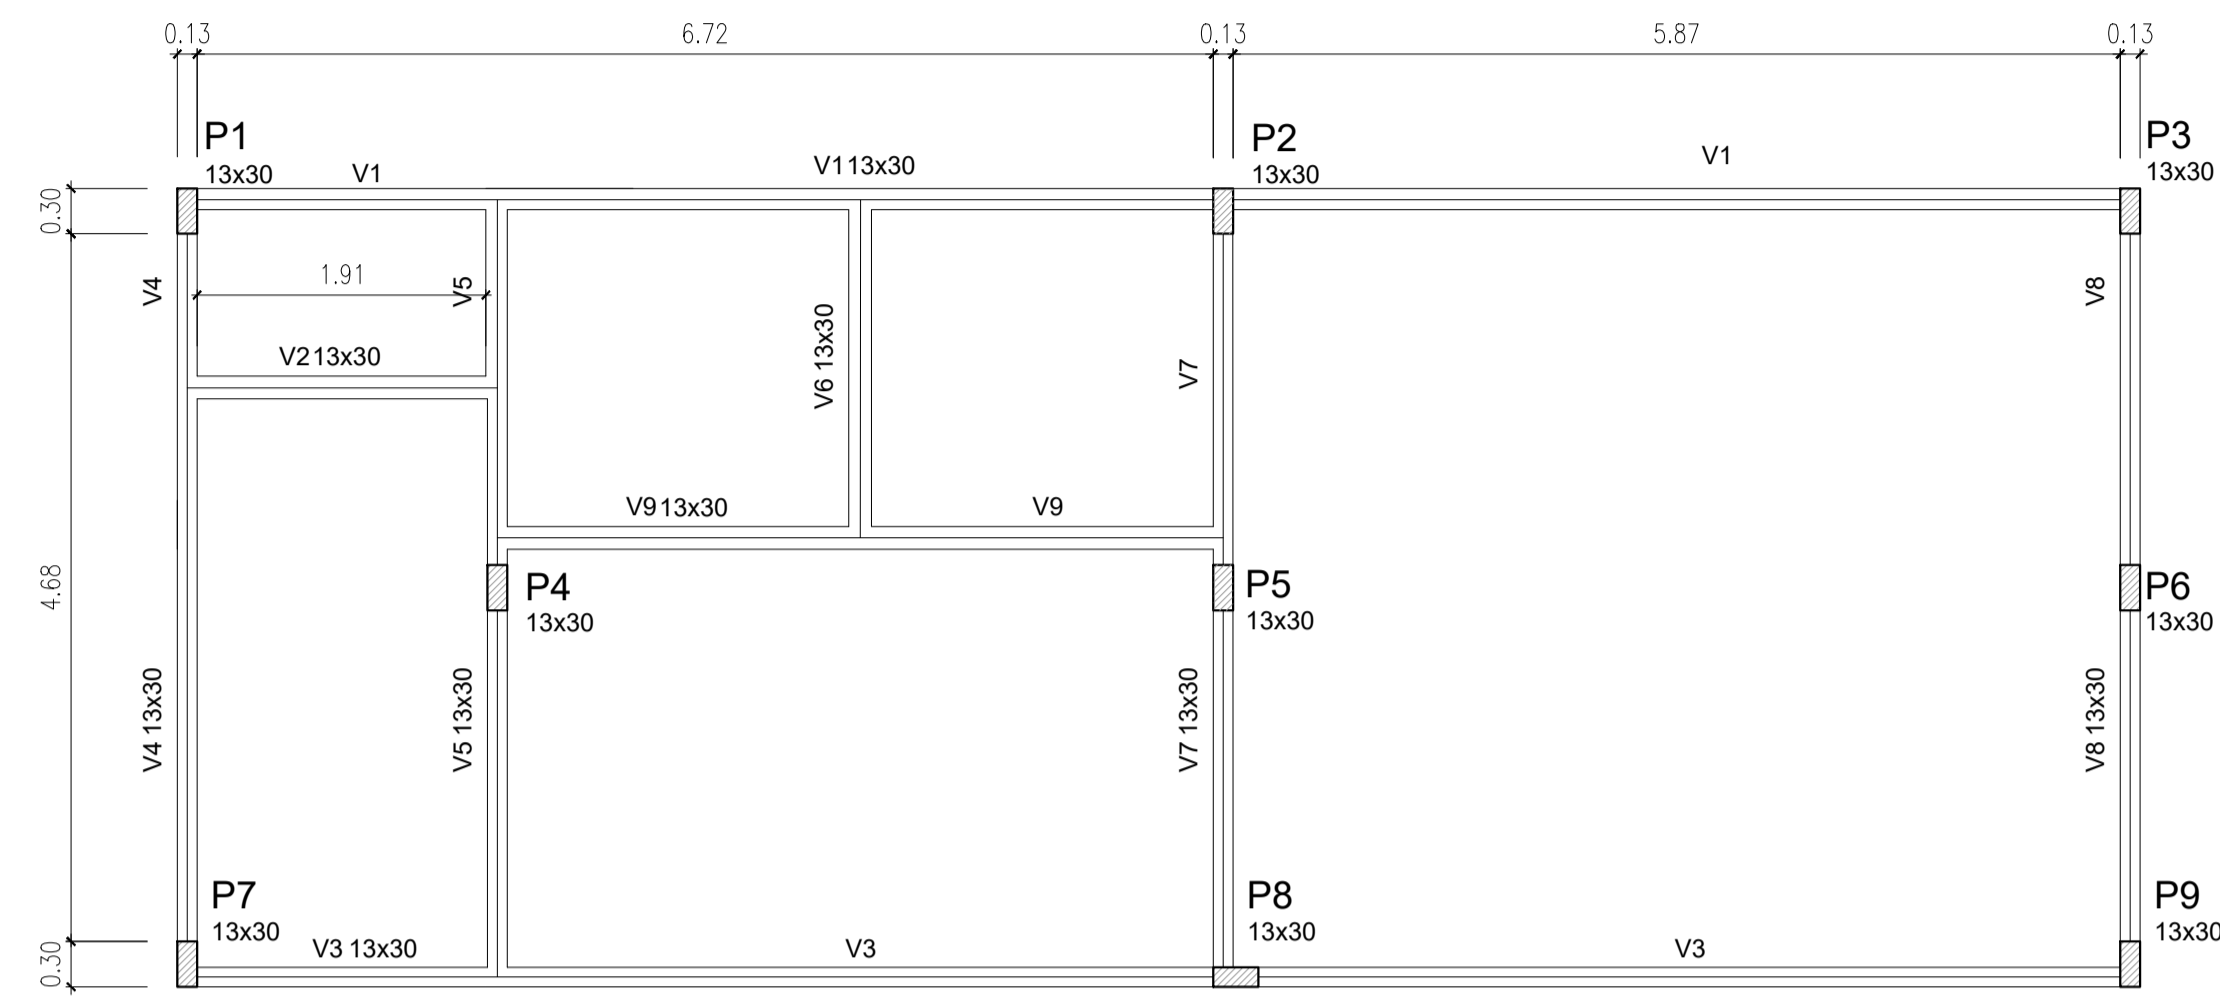 0.13
6.72
0.13
5.87
0.13
P1
13x30
V1
V113x30
P2
13x30
V1
P3
13x30
0.30
V4
1.91
V5
V213x30
V6 13x30
V7
V8
V913x30
V9
4.68
P4
13x30
P5
13x30
P6
13x30
V4 13x30
V5 13x30
V7 13x30
V8 13x30
P7
13x30
V3 13x30
V3
P8
13x30
V3
P9
13x30
0.30